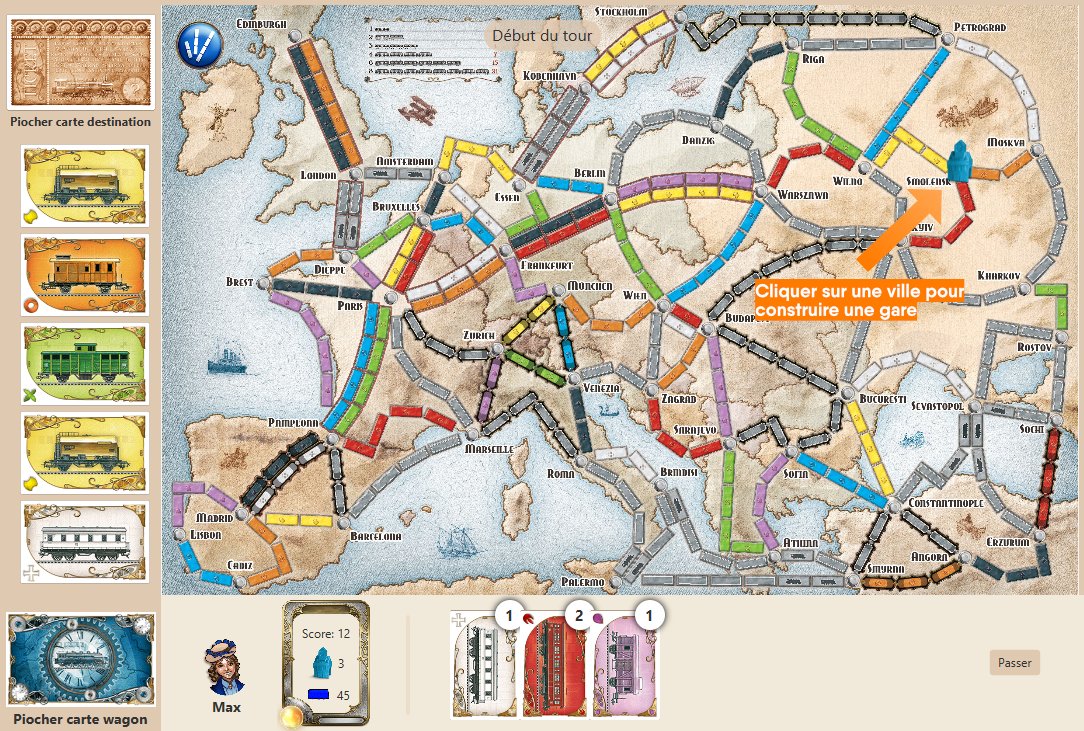 EDINBURGH
STOCKHOLM
Début du tour
PETROGRAD
RIGA
KOBENHAVN
Piocher carte destination
DANZIG
MOSKVA
AMSTERDAM
LONDON
BERLIN
WILNO
SMOLENSK
ESSEN
WARSZAWA
BRUXELLES
KYIV
DIEPPE
FRANKFURT
BREST
KHARKOV
MÜNCHEN
Cliquer sur une ville pour
construire une gare
WIEN
PARIS
BUDAPE
ZURICH
ROSTOV
VENEZIA
ZAGRAB
BUCURESTI
SEVASTOPOL
PAMPLONA
SARAJEVO
SOCHI
MARSEILLE
ROMA
BRINDISI
SOFIA
MADRID
CONSTANTINOPLE
LISBON
BARCELONA
ATHINA
ERZURUM
ANGORA
CADIZ
SMYRNA
PALERMO
1
2
1
Score: 12
3
45
Max
Passer
Piocher carte wagon